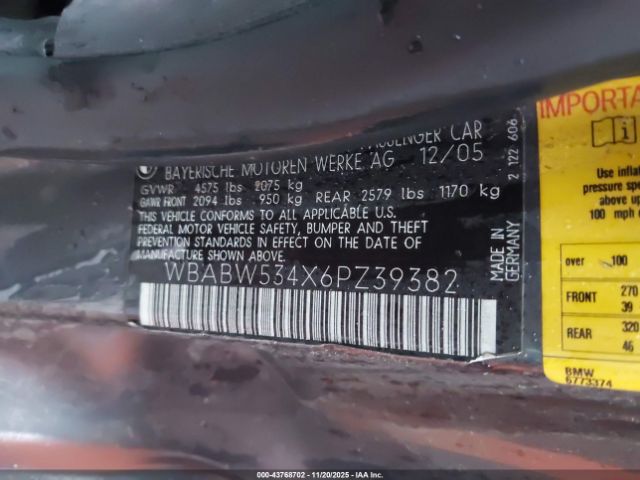 PASSENGER CAR
BAYERISCHE MOTOREN WERKE AG 12/05
GVWR 4575 lbs 2075 kg
GAWR FRONT 2094 lbs 950 kg REAR 2579 lbs 1170 kg
THIS VEHICLE CONFORMS TO ALL APPLICABLE U.S.
FEDERAL MOTOR VEHICLE SAFETY, BUMPER AND THEFT
PREVENTION STANDARDS IN EFFECT ON THE DATE OF
MANUFACTURE SHOWN ABOVE.
WBABW534X6PZ39382
2 122 606
MADE IN
GERMANY
IMPORTA
Use inflat
pressure spe
above up
100 mph
over 100
FRONT 270
39
REAR 320
46
BMW
6773374
000-43768702 - 11/20/2025 - IAAI.COM